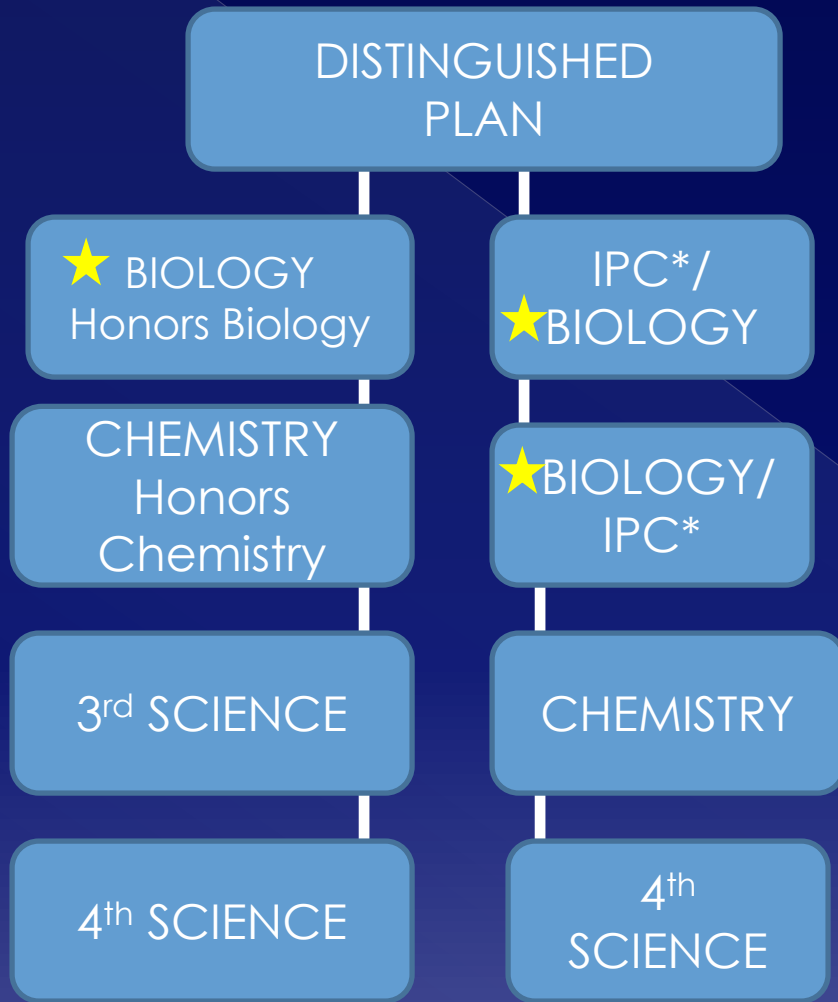 DISTINGUISHED
PLAN
BIOLOGY
Honors Biology
CHEMISTRY
Honors
Chemistry
3rd SCIENCE
4th SCIENCE
IPC*/
BIOLOGY
BIOLOGY/
IPC*
CHEMISTRY
4th
SCIENCE